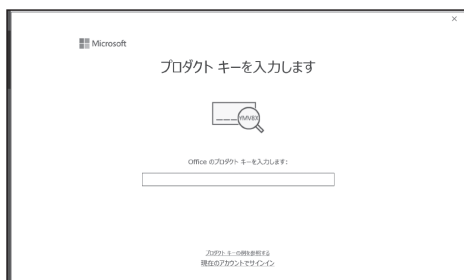 Microsoft
プロダクト キーを入力します
YMVBX
Office のプロダクト キーを入力します:
プロダクト キーの例を参照する
現在のアカウントでサインイン